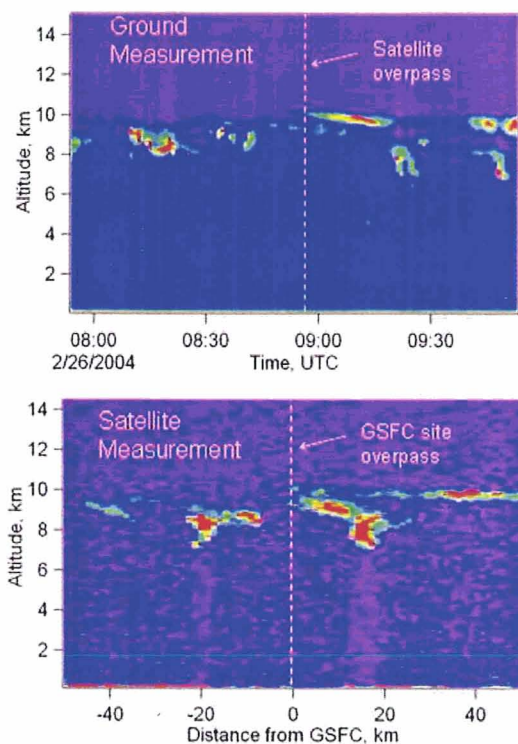 Ground
Measurement
Satellite
overpass
Altitude, km
14
12
10
8
6
4
2
08:00
08:30
09:00
09:30
2/26/2004
Time, UTC
Satellite
Measurement
GSFC site
overpass
Altitude, km
14
12
10
8
6
4
2
-40
-20
0
20
40
Distance from GSFC, km